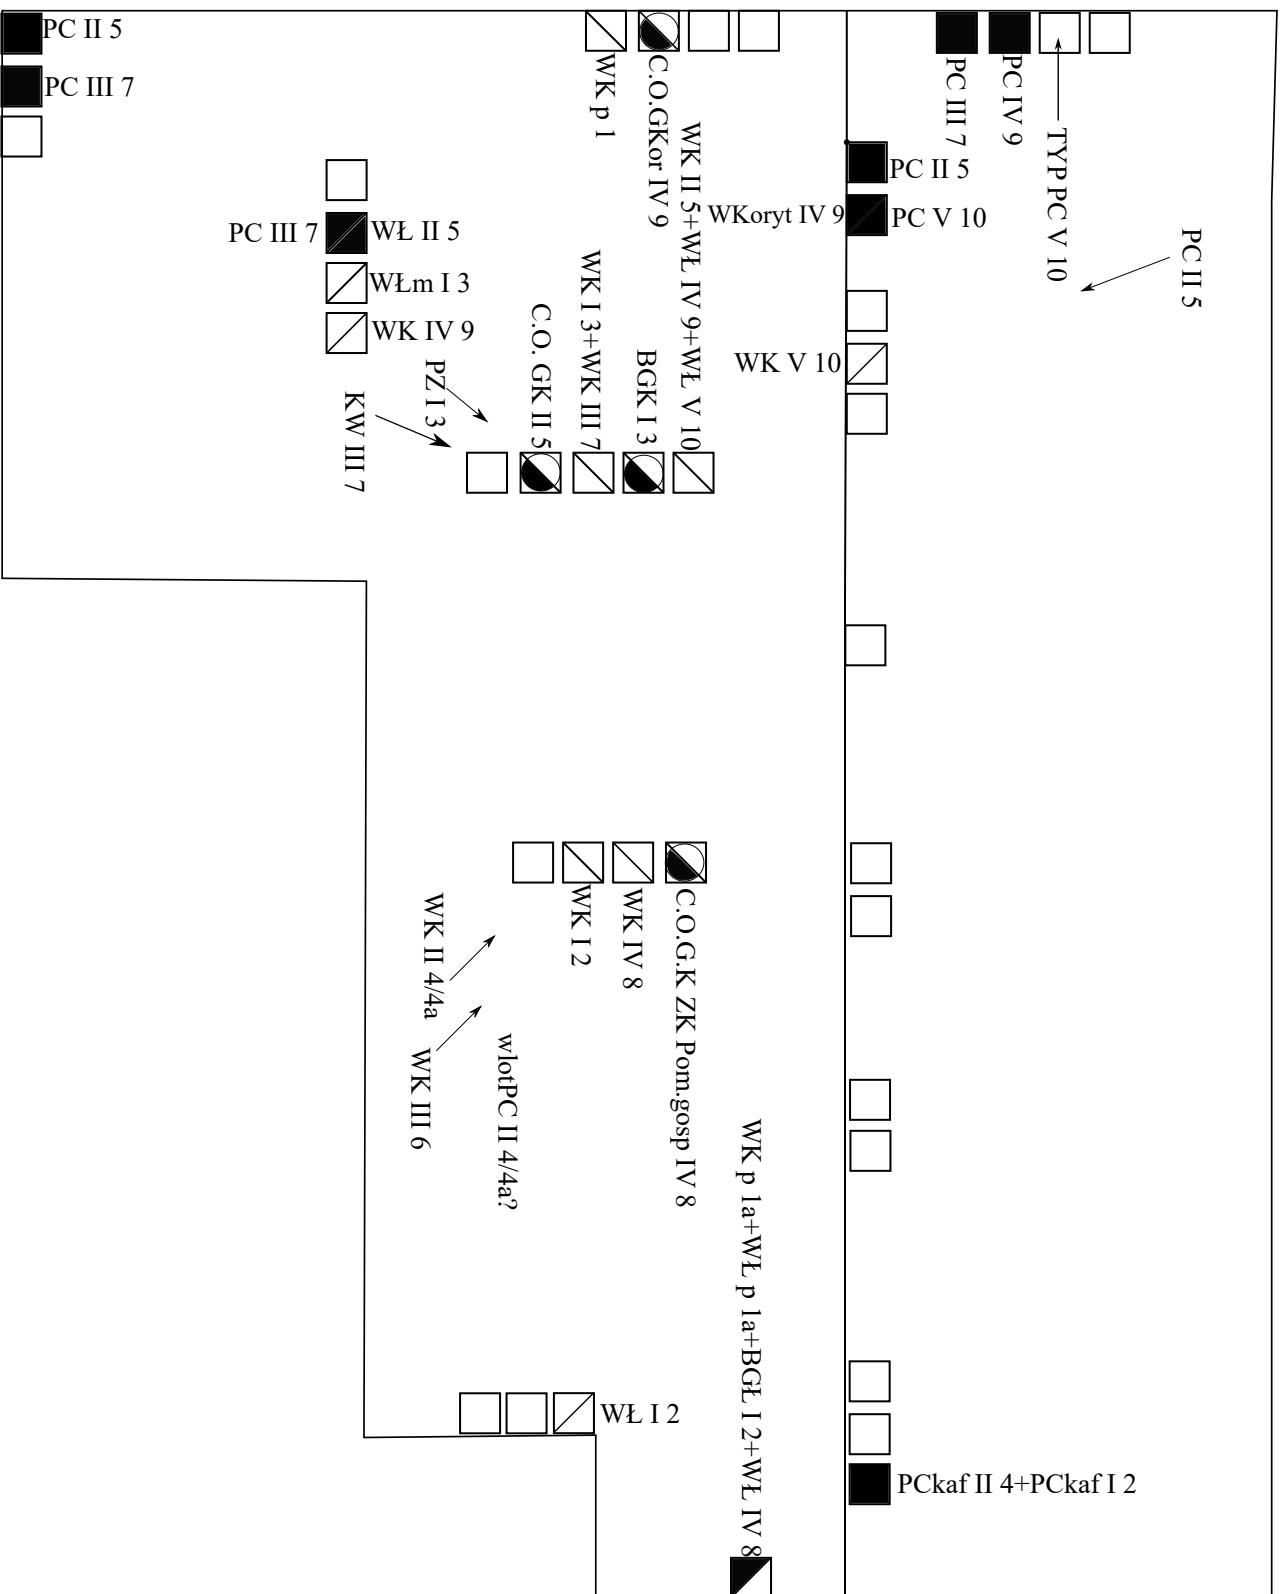 PC II 5
PC III 7
WK p 1
C.O.GKor IV 9
WK II 5+WŁ IV 9+WŁ V 10
PC III 7
PC IV 9
TYP PC V 10
PC II 5
PC II 5
WKoryt IV 9
PC V 10
PC III 7
WŁ II 5
WŁm I 3
WK IV 9
PZ I 3
KW III 7
C.O. GK II 5
WK I 3+WK III 7
BGK I 3
WK V 10
WK II 4/4a
WK III 6
wlotPC II 4/4a?
WK I 2
WK IV 8
C.O.G.K ZK Pom.gosp IV 8
WK p 1a+WŁ p 1a+BGŁ I 2+WŁ IV 8
WŁ I 2
PCkaf II 4+PCkaf I 2